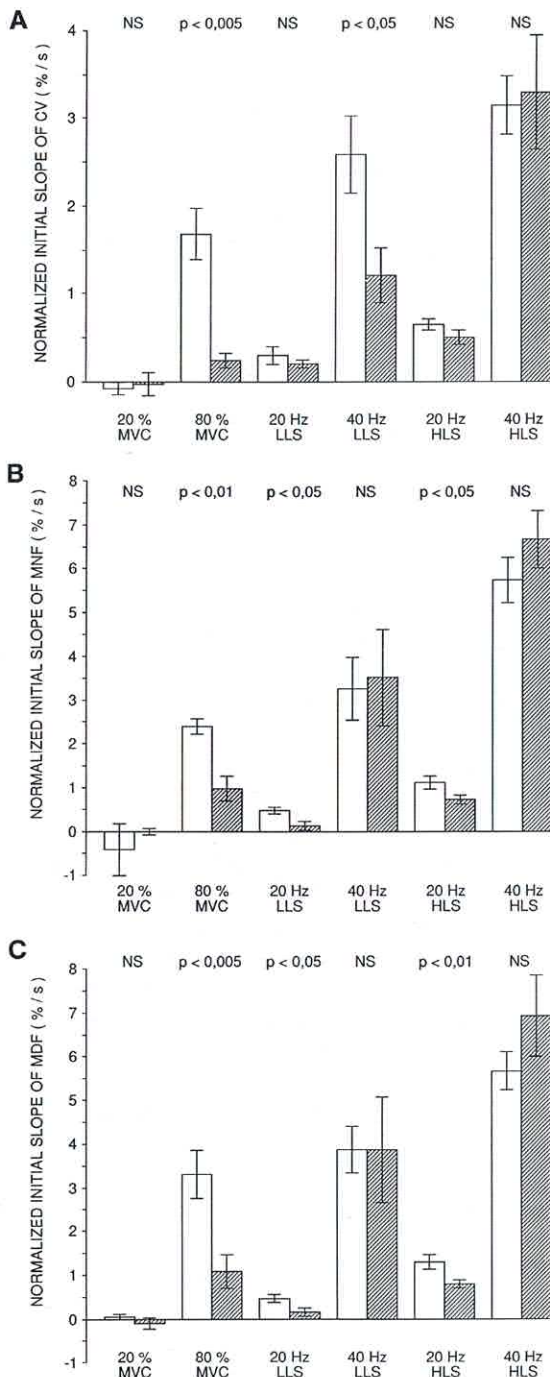 A
NS p < 0,005 NS p < 0,05 NS NS
NORMALIZED INITIAL SLOPE OF CV ( % / s )
4
3
2
1
0
20 % 80 % 20 Hz 40 Hz 20 Hz 40 Hz
MVC MVC LLS LLS HLS HLS
B
NS p < 0,01 p < 0,05 NS p < 0,05 NS
NORMALIZED INITIAL SLOPE OF MNF ( % / s )
8
7
6
5
4
3
2
1
0
-1
20 % 80 % 20 Hz 40 Hz 20 Hz 40 Hz
MVC MVC LLS LLS HLS HLS
C
NS p < 0,005 p < 0,05 NS p < 0,01 NS
NORMALIZED INITIAL SLOPE OF MDF ( % / s )
8
7
6
5
4
3
2
1
0
-1
20 % 80 % 20 Hz 40 Hz 20 Hz 40 Hz
MVC MVC LLS LLS HLS HLS